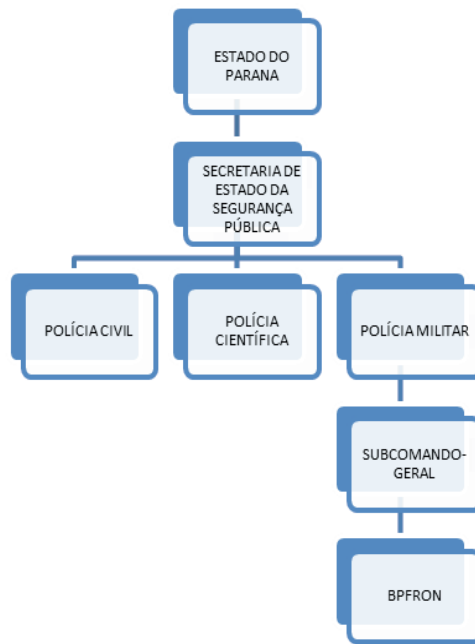 ESTADO DO
PARANA
SECRETARIA DE
ESTADO DA
SEGURANÇA
PÚBLICA
POLÍCIA CIVIL
POLÍCIA
CIENTÍFICA
POLÍCIA MILITAR
SUBCOMANDO-
GERAL
BPFRON